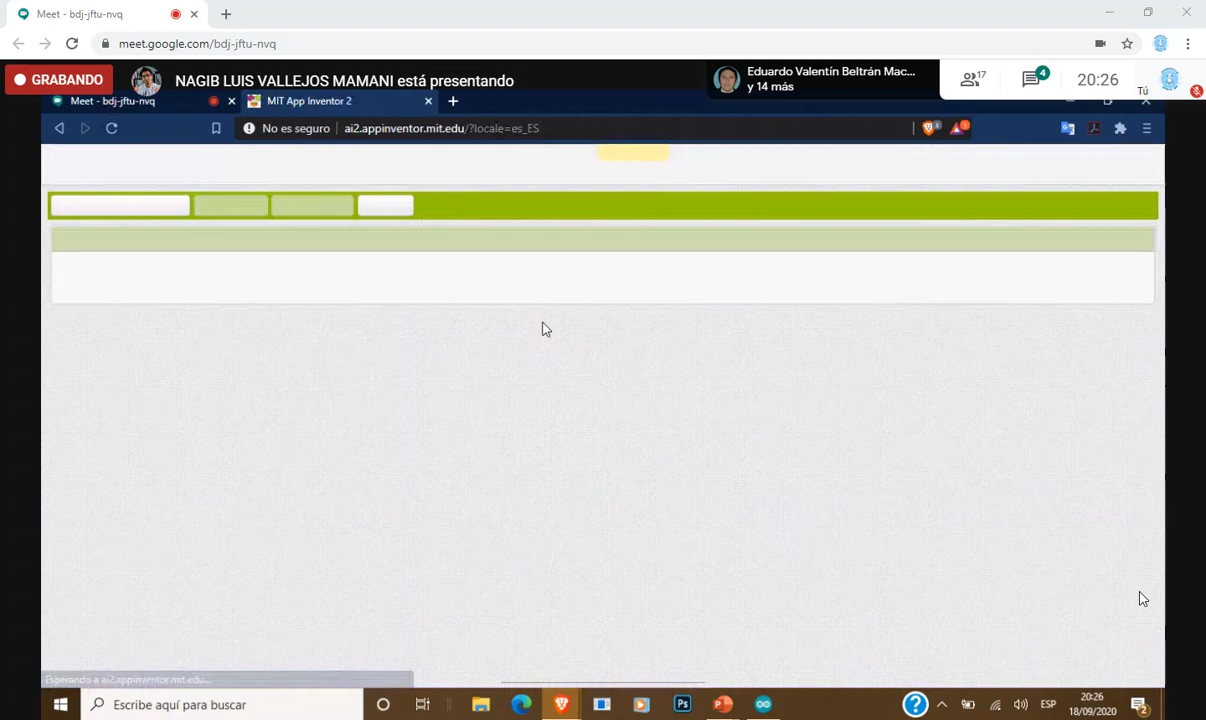 Meet - bdj-jftu-nvq
meet.google.com/bdj-jftu-nvq
GRABANDO
NAGIB LUIS VALLEJOS MAMANI está presentando
Eduardo Valentín Beltrán Mac...
y 14 más
17
4
20:26
Tú
Meet - bdj-jftu-nvq
MIT App Inventor 2
No es seguro
ai2.appinventor.mit.edu/?locale=es_ES
Esperando a ai2.appinventor.mit.edu...
Escribe aquí para buscar
Ps
ESP
20:26
18/09/2020
2